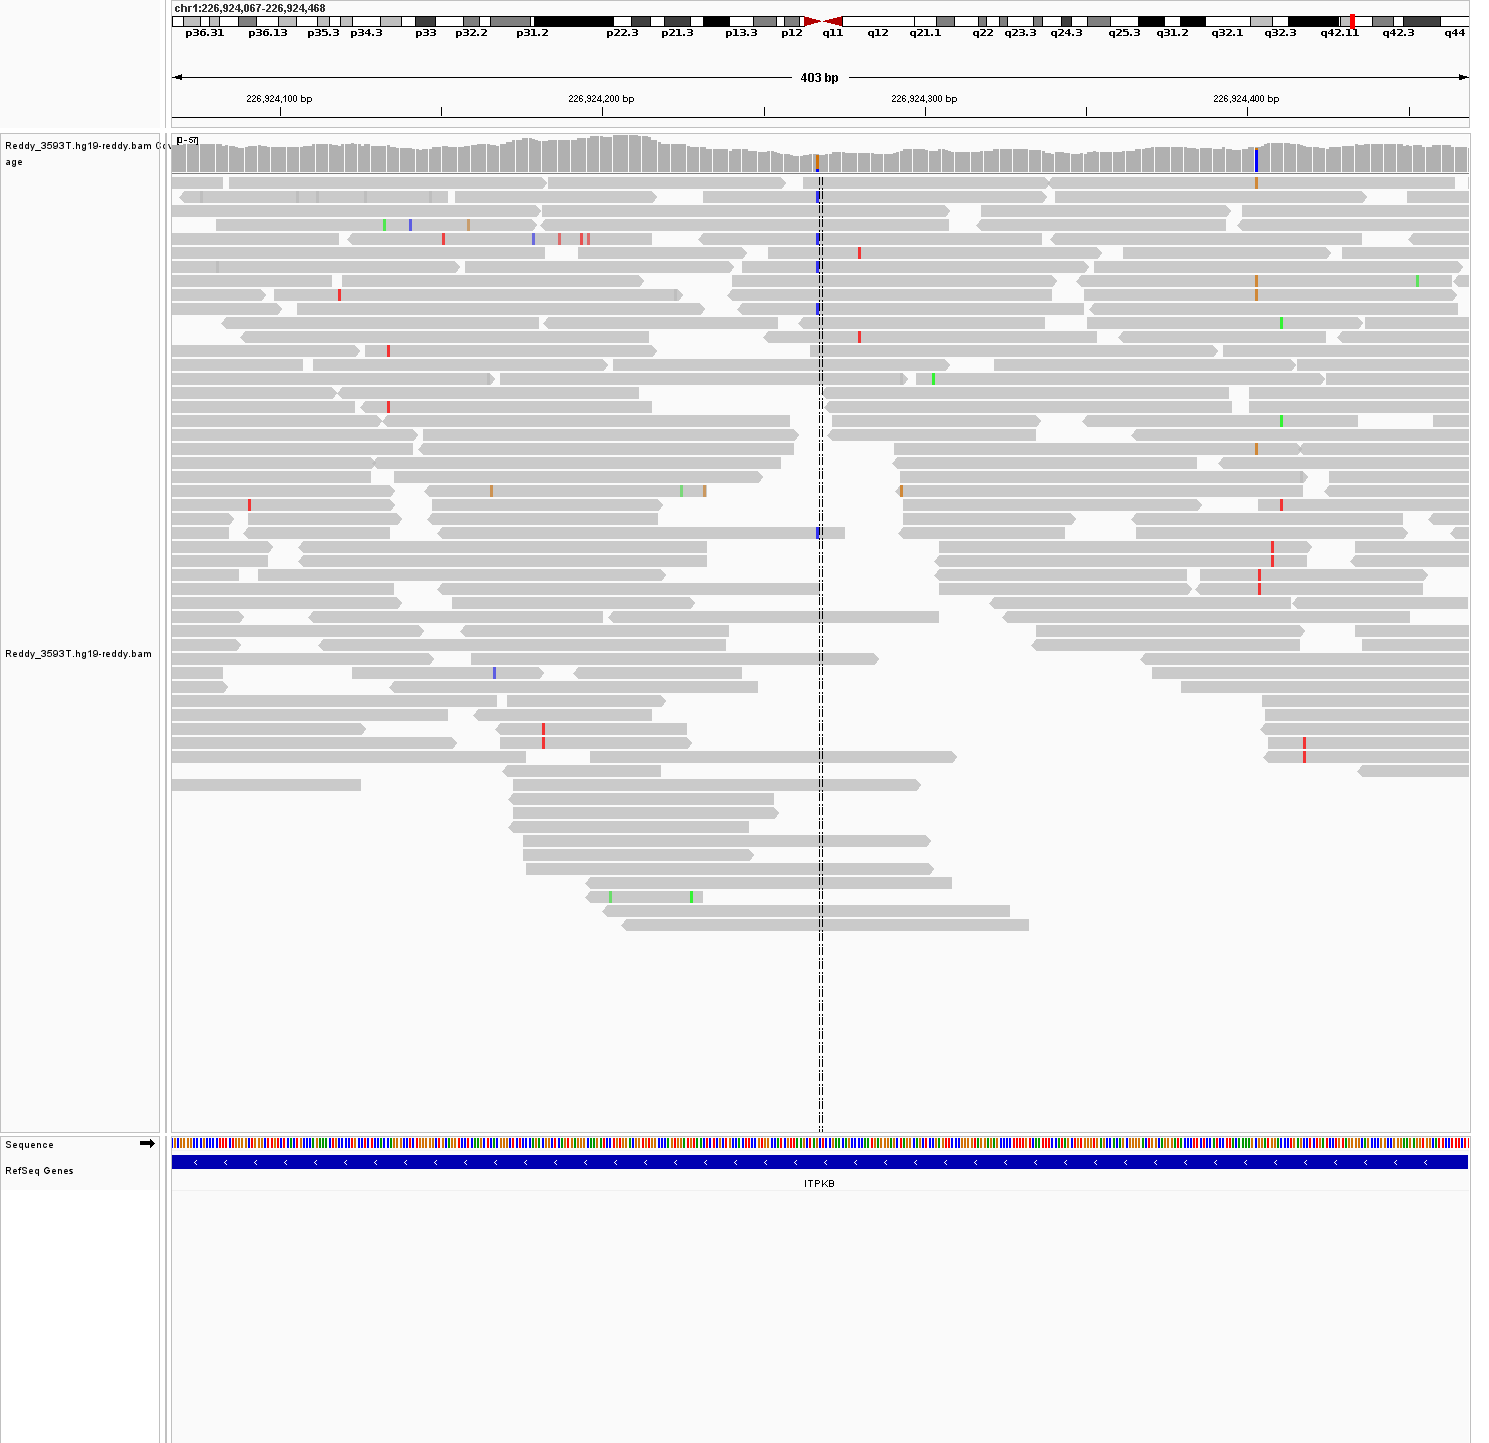 chr1:226,924,067-226,924,468
p36.31 p36.13 p35.3 p34.3 p33 p32.2 p31.2 p22.3 p21.3 p13.3 p12 q11 q12 q21.1 q22 q23.3 q24.3 q25.3 q31.2 q32.1 q32.3 q42.11 q42.3 q44
403 bp
226,924,100 bp 226,924,200 bp 226,924,300 bp 226,924,400 bp
[0-57]
Reddy_3593T.hg19-reddy.bam Cov
age
Reddy_3593T.hg19-reddy.bam
Sequence
RefSeq Genes
ITPKB